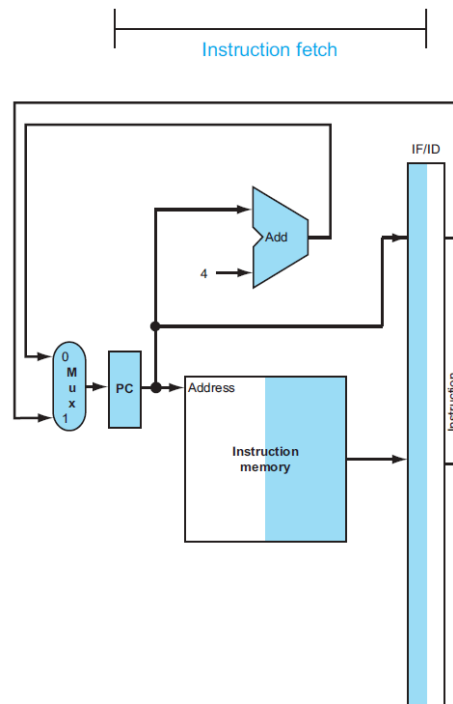 Instruction fetch
IF/ID
Add
4
0
M
u
x
1
PC
Address
Instruction
memory
Instruction